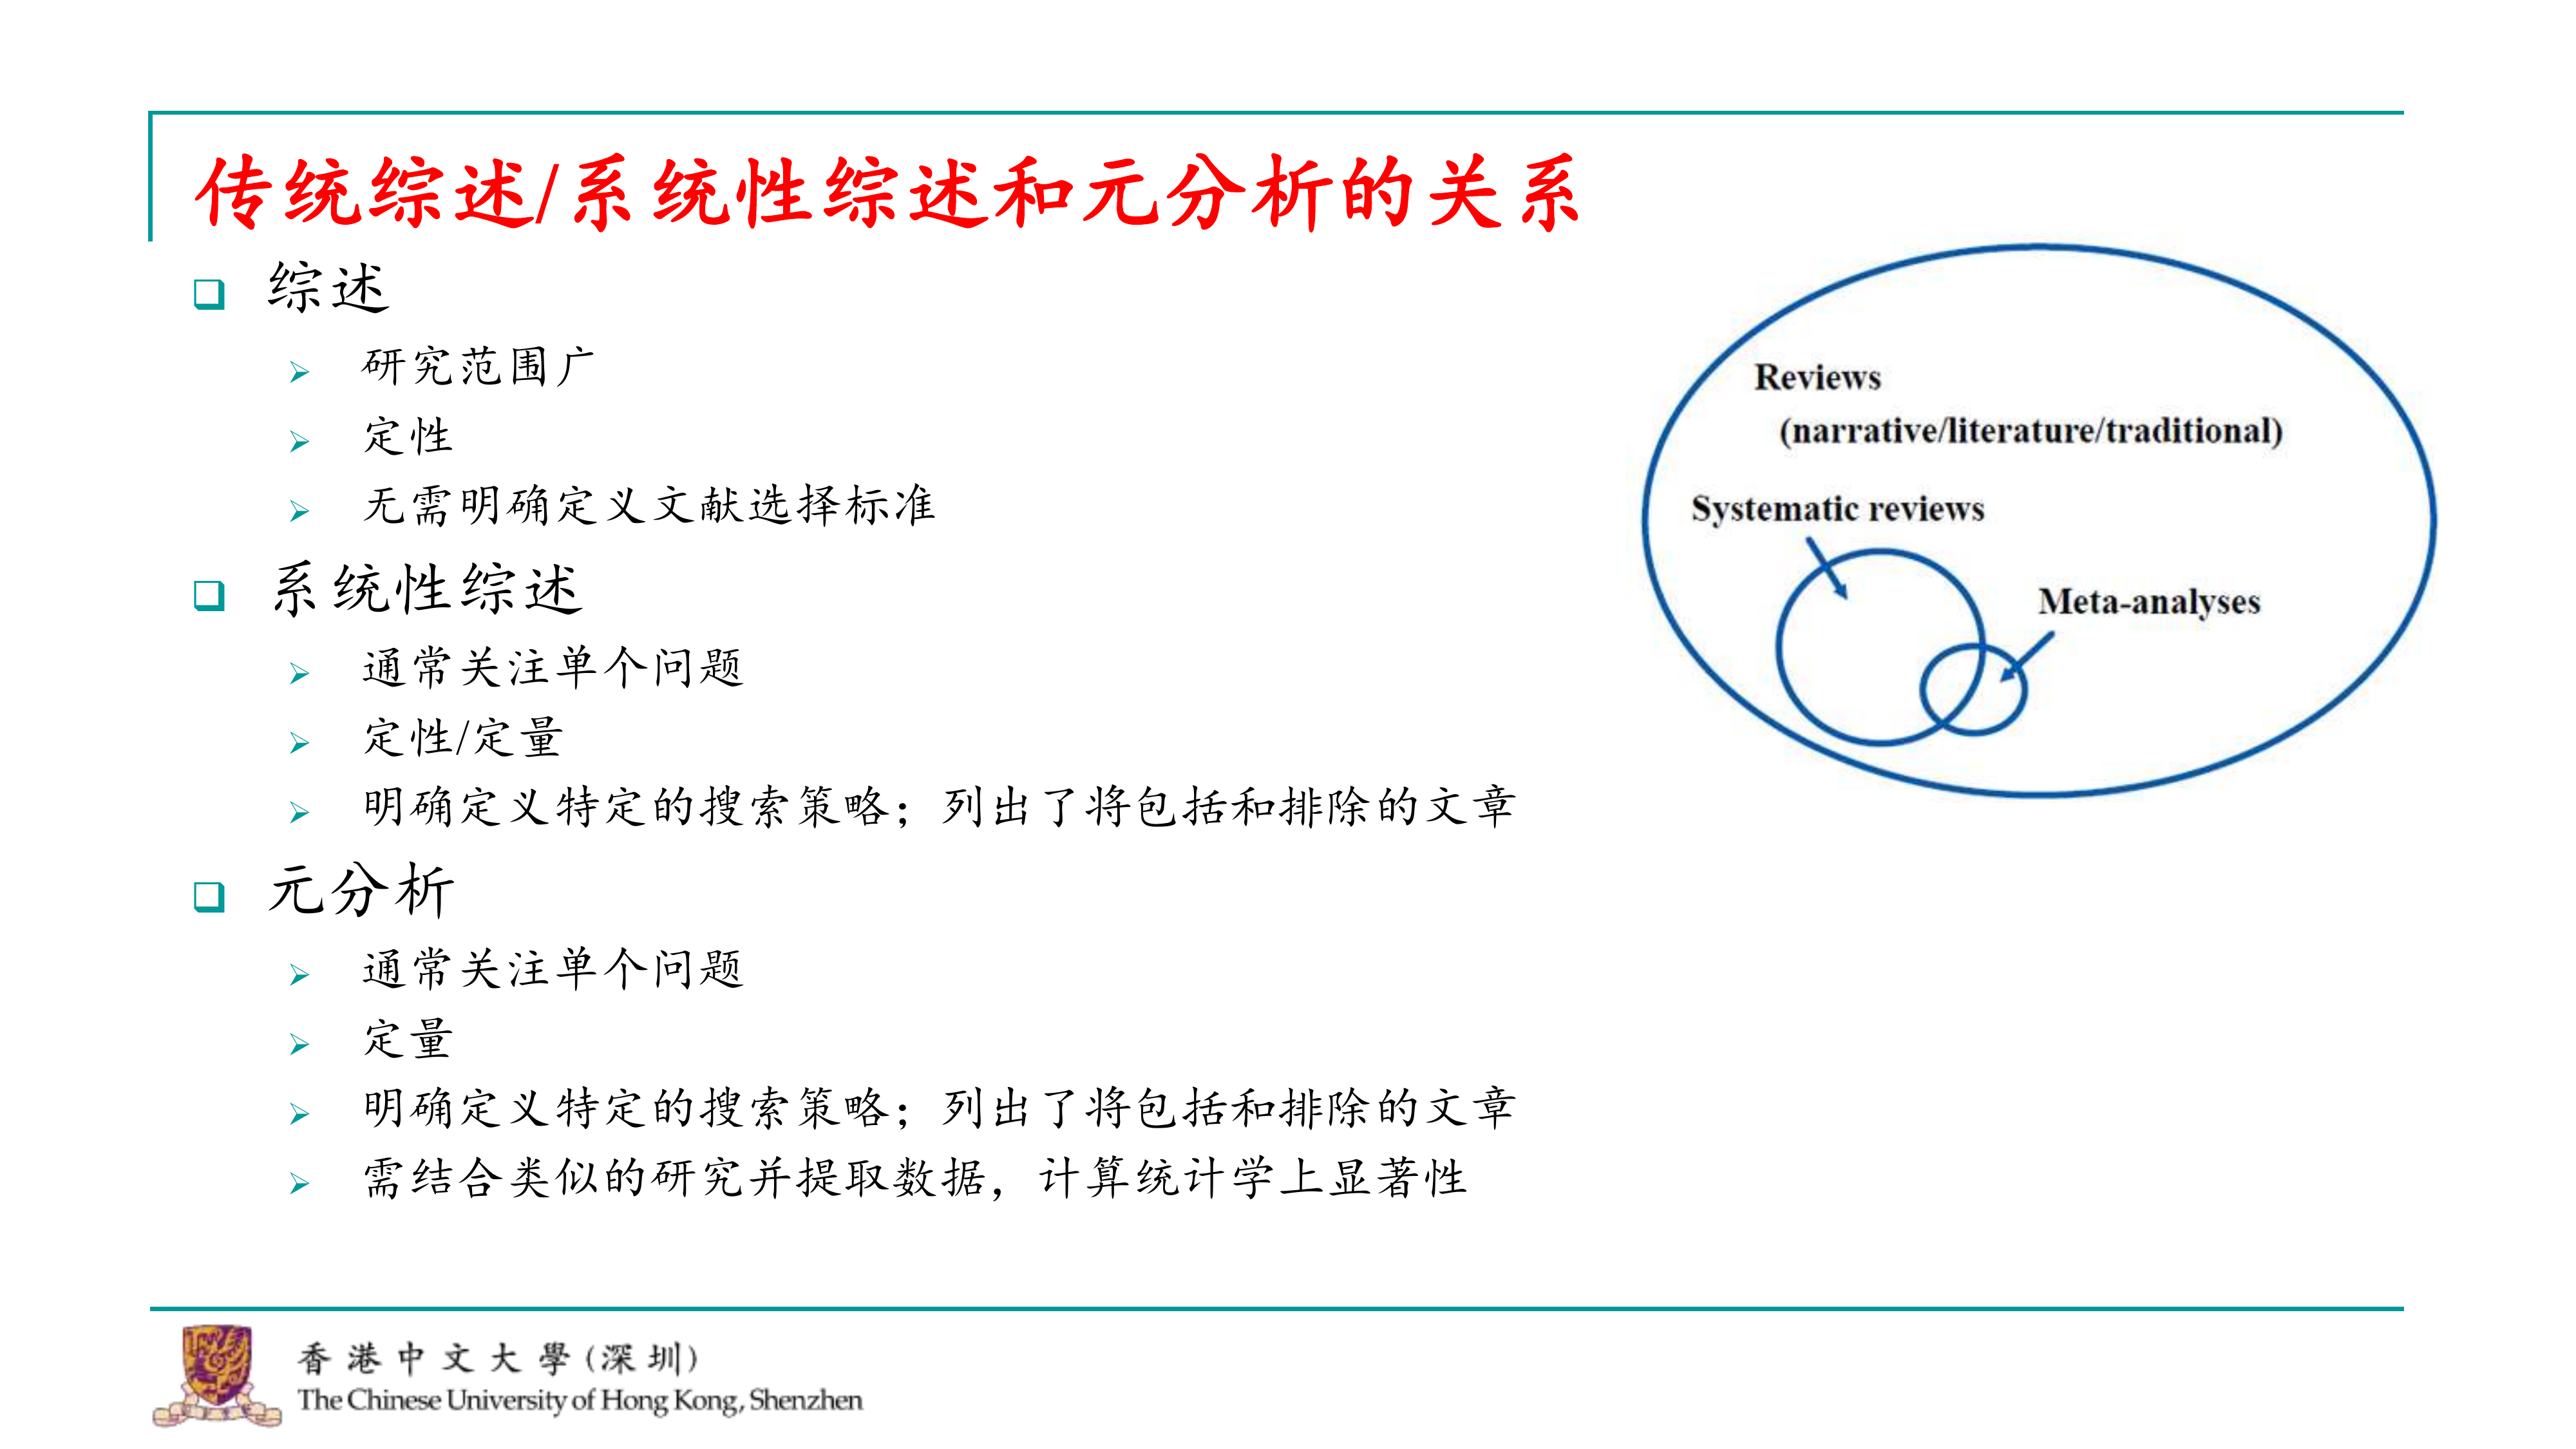 传统综述/系统性综述和元分析的关系
综述
研究范围广
定性
无需明确定义文献选择标准
系统性综述
通常关注单个问题
定性/定量
明确定义特定的搜索策略；列出了将包括和排除的文章
元分析
通常关注单个问题
定量
明确定义特定的搜索策略；列出了将包括和排除的文章
需结合类似的研究并提取数据，计算统计学上显著性
Reviews
(narrative/literature/traditional)
Systematic reviews
Meta-analyses
香港中文大學(深圳)
The Chinese University of Hong Kong, Shenzhen